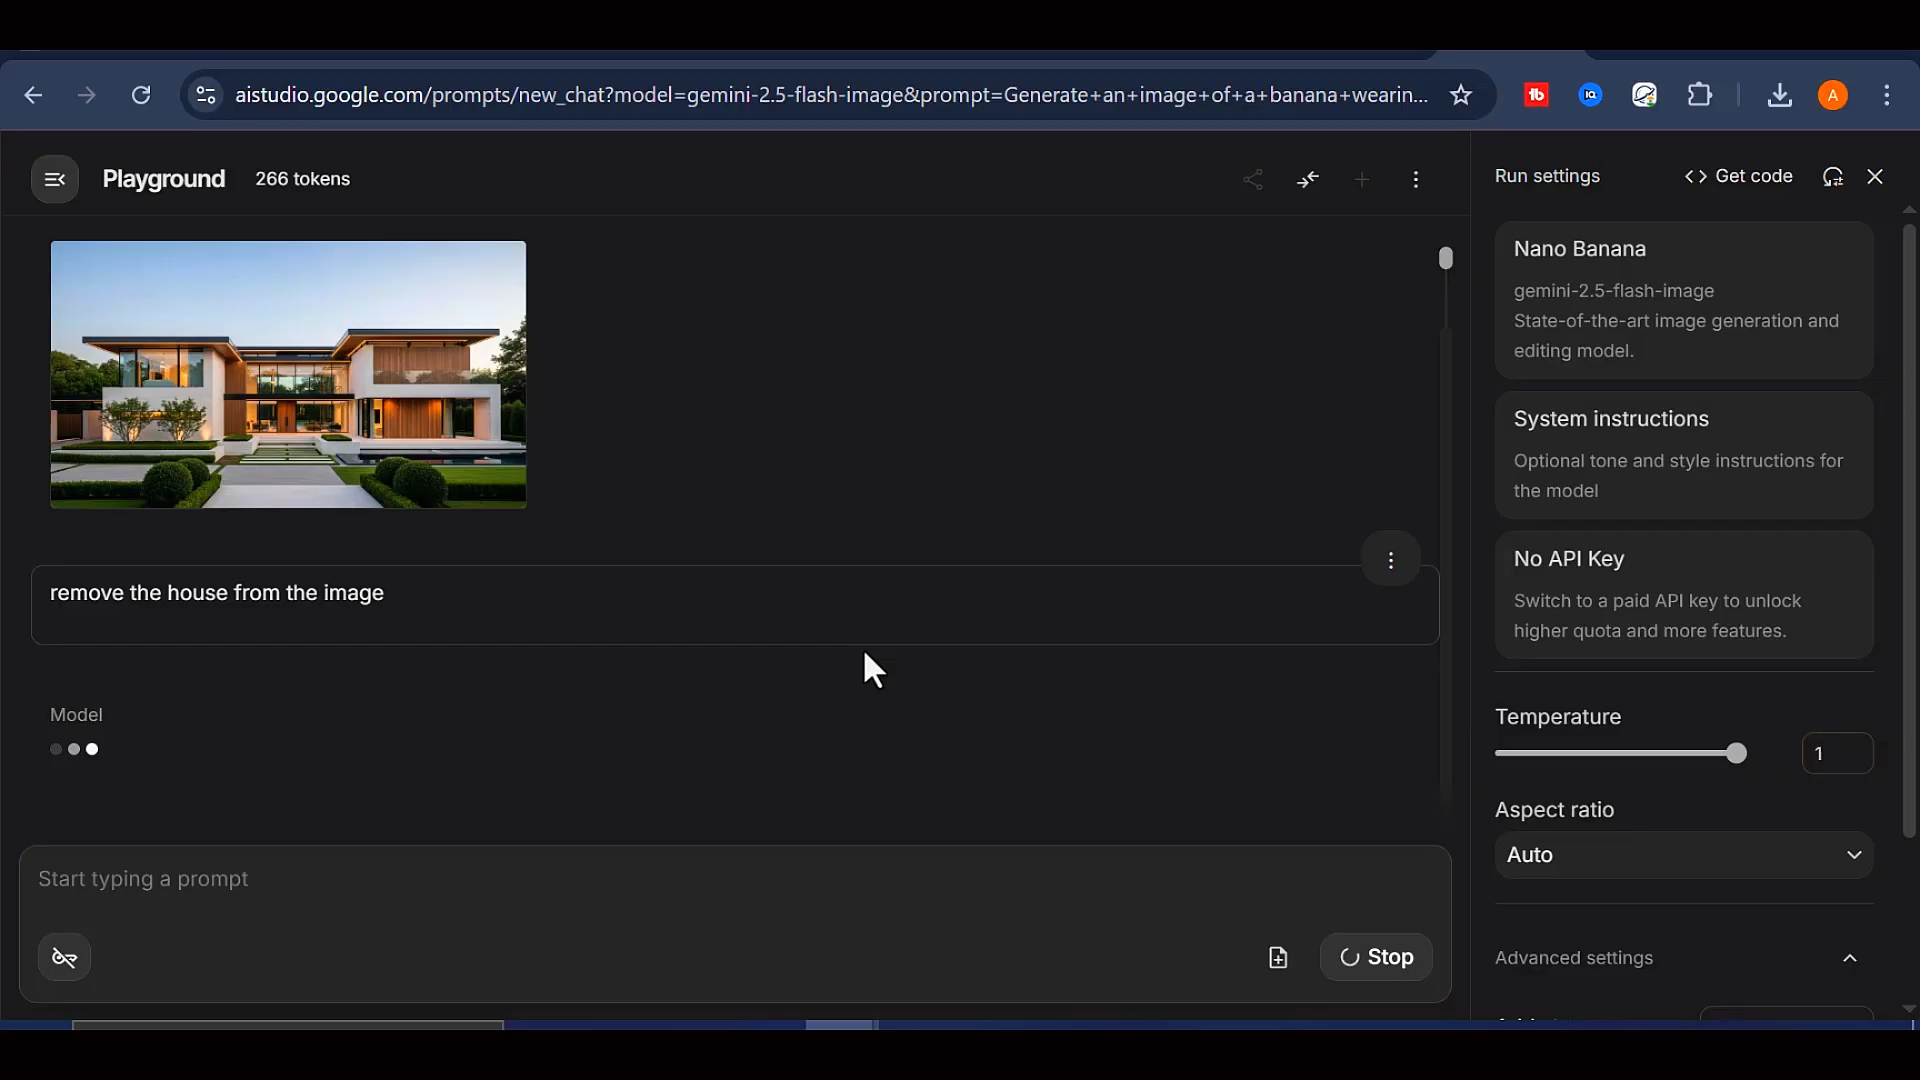 aistudio.google.com/prompts/new_chat?model=gemini-2.5-flash-image&prompt=Generate+an+image+of+a+banana+wearin...
A
Playground
266 tokens
Run settings
Get code
Nano Banana
gemini-2.5-flash-image
State-of-the-art image generation and
editing model.
System instructions
Optional tone and style instructions for
the model
No API Key
Switch to a paid API key to unlock
higher quota and more features.
remove the house from the image
Model
Temperature
1
Aspect ratio
Auto
Start typing a prompt
Stop
Advanced settings